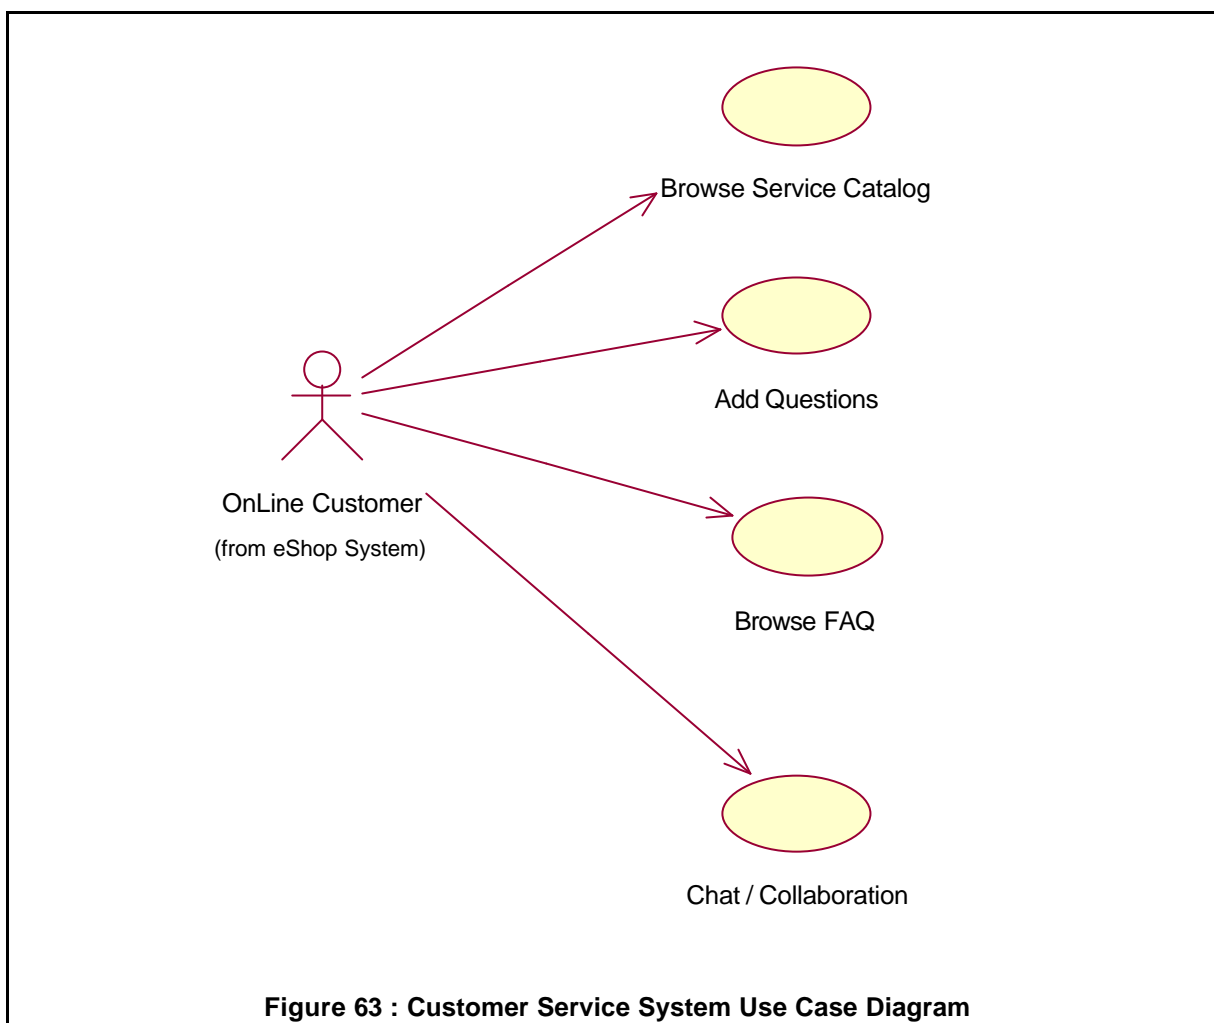 Browse Service Catalog
Add Questions
OnLine Customer
(from eShop System)
Browse FAQ
Chat / Collaboration
Figure 63 : Customer Service System Use Case Diagram